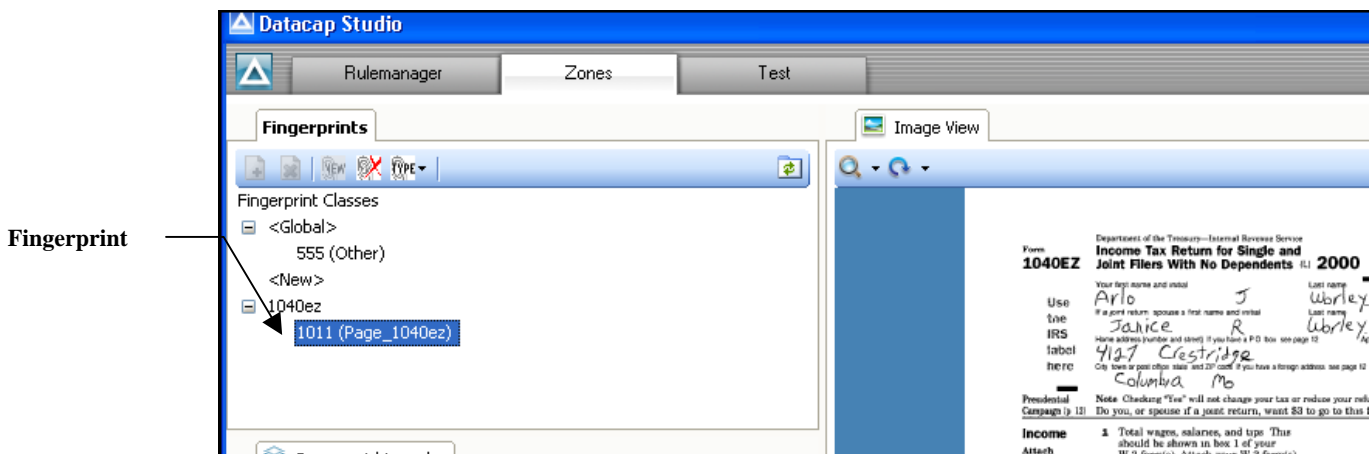 Datacap Studio
Rulemanager Zones Test
Fingerprints
NEW TYPE
Fingerprint Classes
<Global>
555 (Other)
<New>
1040ez
1011 (Page_1040ez)
Fingerprint
Image View
Department of the Treasury—Internal Revenue Service
Form 1040EZ Income Tax Return for Single and
Joint Filers With No Dependents 2000
Your first name and initial Last name
Arlo J Worley
If a joint return spouse s first name and initial Last name
Janice R Worley
Home address (number and street) If you have a P O box see page 12
4127 Crestridge
City town or post office state and ZIP code If you have a foreign address see page 12
Columbia Mo
Use
the
IRS
label
here
Presidential
Campaign (p 12)
Note Checking "Yes" will not change your tax or reduce your
Do you, or spouse if a joint return, want $3 to go to this
Income
Attach
1 Total wages, salaries, and tips This
should be shown in box 1 of your